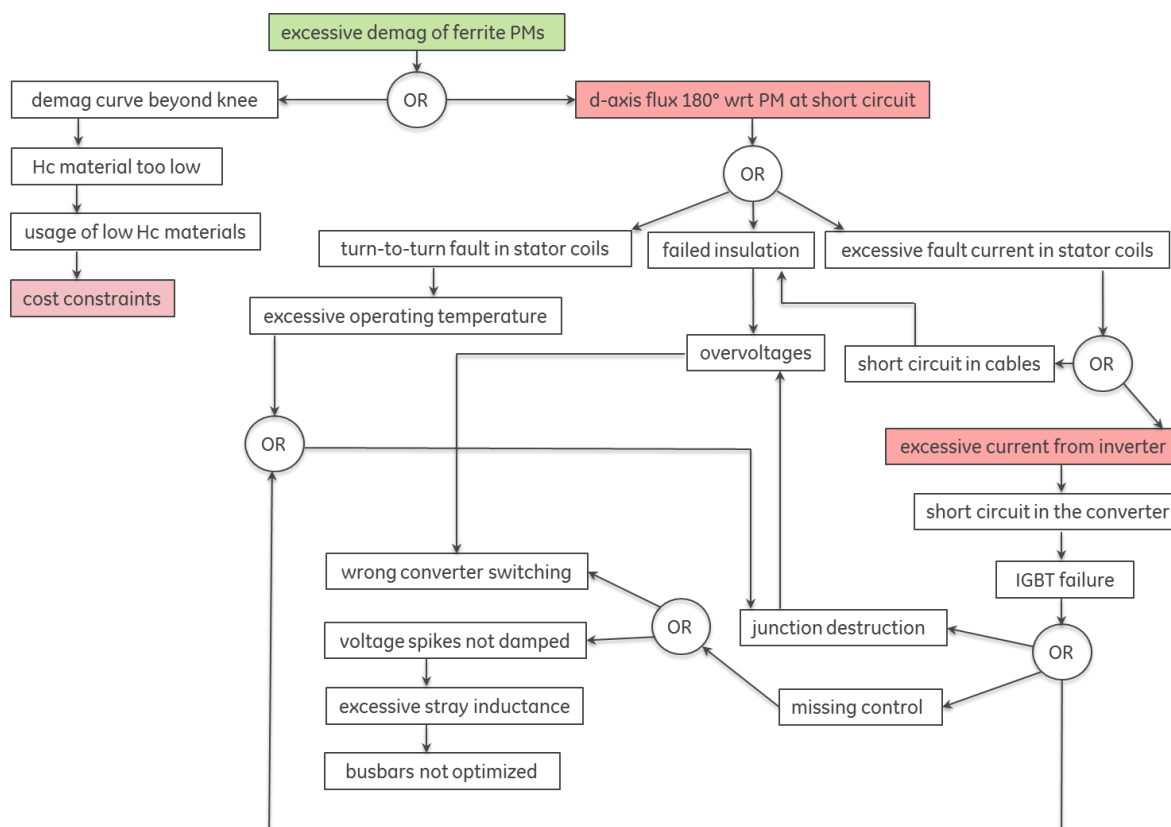 excessive demag of ferrite PMs
demag curve beyond knee
OR
d-axis flux 180° wrt PM at short circuit
Hc material too low
OR
usage of low Hc materials
turn-to-turn fault in stator coils
failed insulation
excessive fault current in stator coils
cost constraints
excessive operating temperature
overvoltages
short circuit in cables
OR
OR
excessive current from inverter
short circuit in the converter
wrong converter switching
IGBT failure
voltage spikes not damped
OR
junction destruction
OR
excessive stray inductance
missing control
busbars not optimized